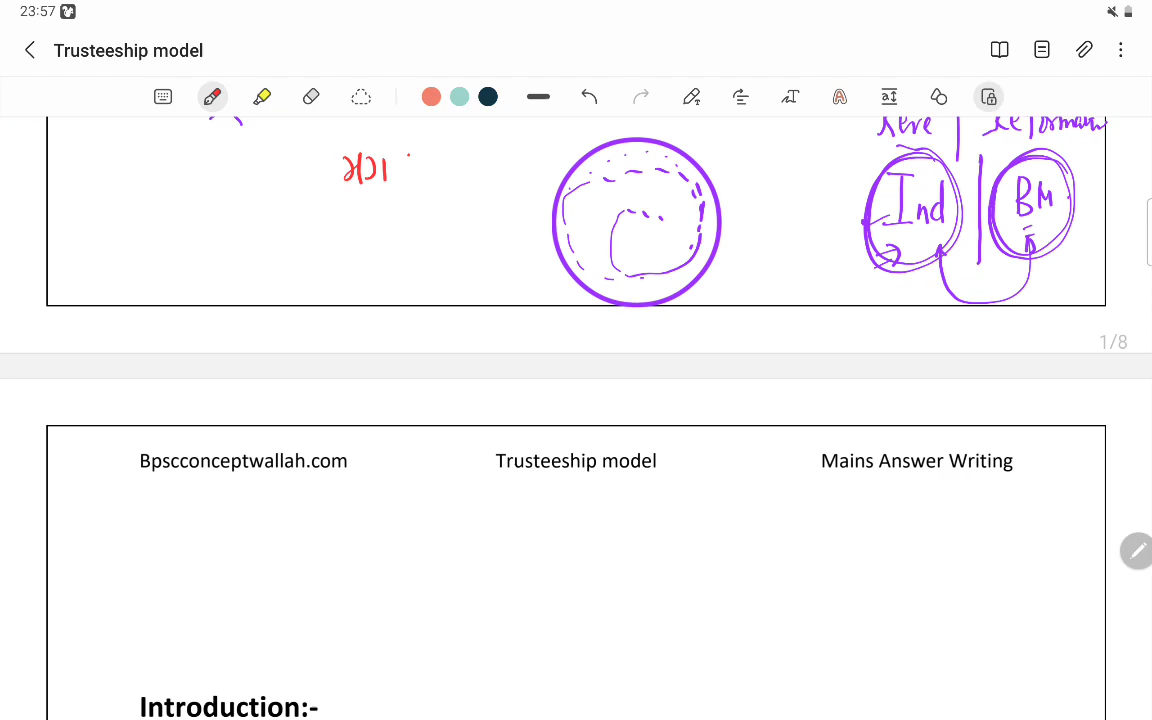 23:57
Trusteeship model
Ind | BM
1/8
Bpscconceptwallah.com Trusteeship model Mains Answer Writing
Introduction:-